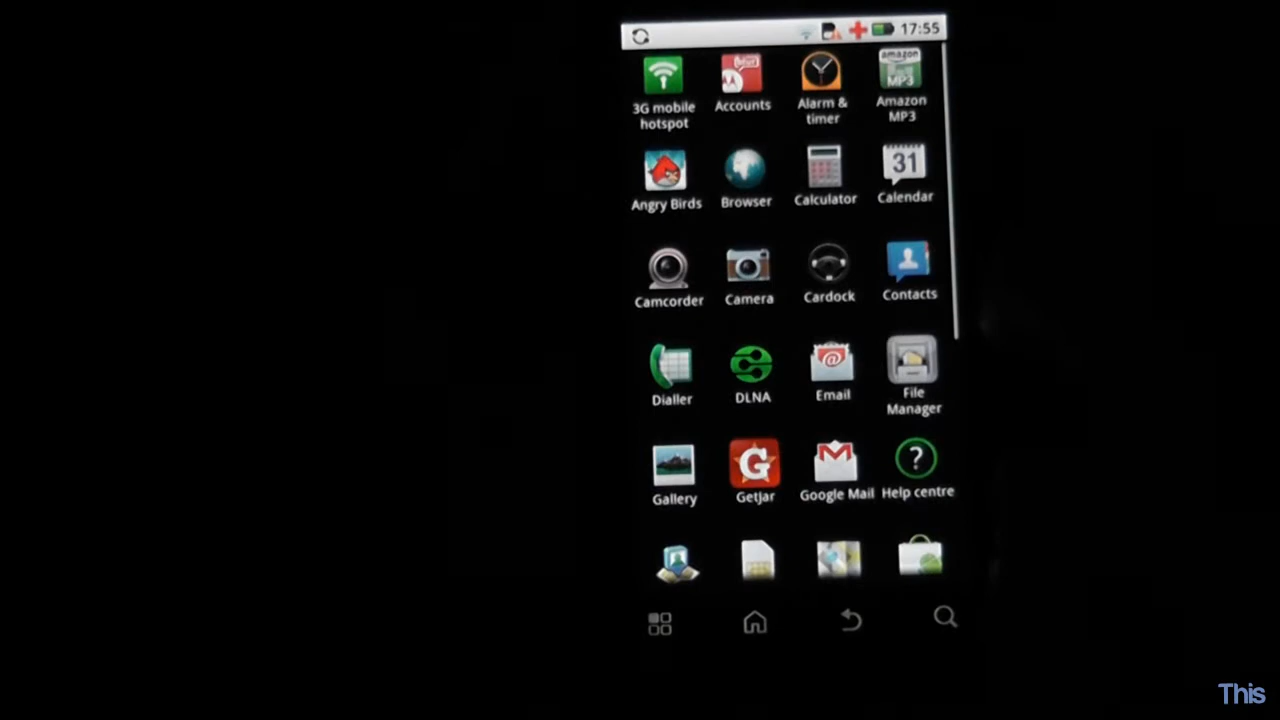 17:55
3G mobile
hotspot
Accounts
Alarm &
timer
amazon
MP3
Amazon
MP3
Angry Birds
Browser
Calculator
31
Calendar
Camcorder
Camera
Cardock
Contacts
Dialler
DLNA
@
Email
File
Manager
Gallery
G
GetJar
M
Google Mail
?
Help centre
This